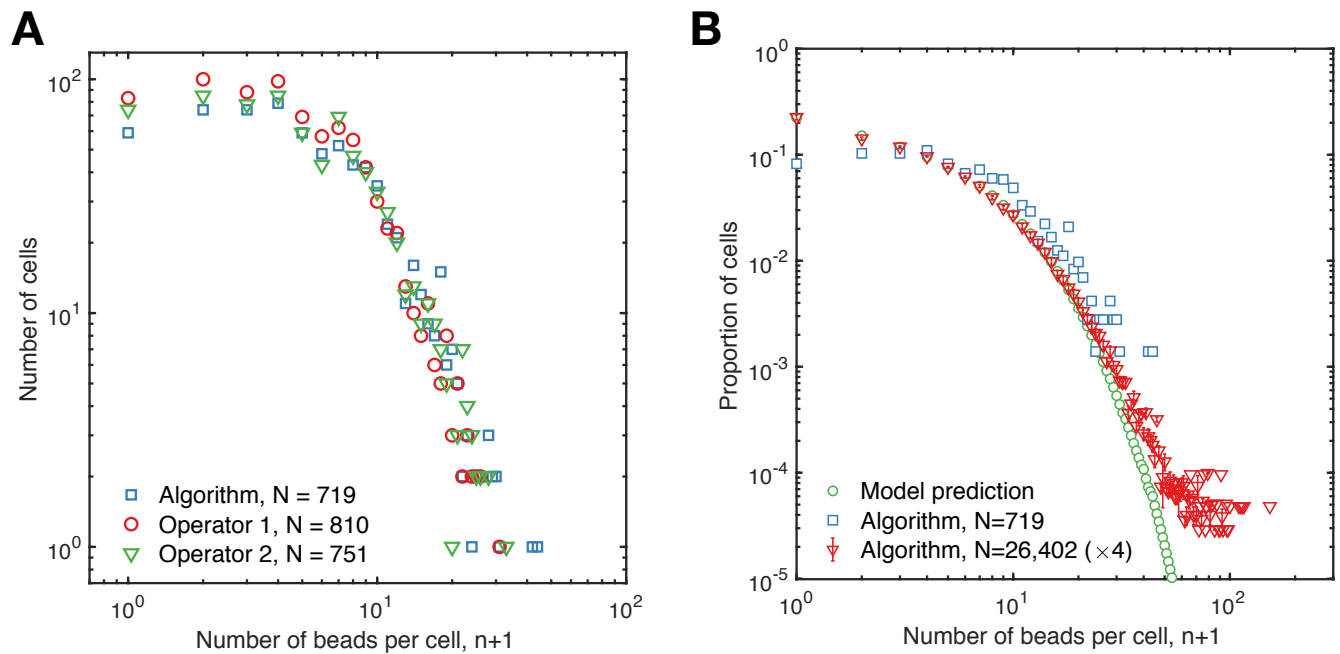 A
Number of cells
10^2
10^1
10^0
Algorithm, N = 719
Operator 1, N = 810
Operator 2, N = 751
10^0
10^1
10^2
Number of beads per cell, n+1
B
Proportion of cells
10^0
10^-1
10^-2
10^-3
10^-4
10^-5
Model prediction
Algorithm, N=719
Algorithm, N=26,402 (×4)
10^0
10^1
10^2
Number of beads per cell, n+1